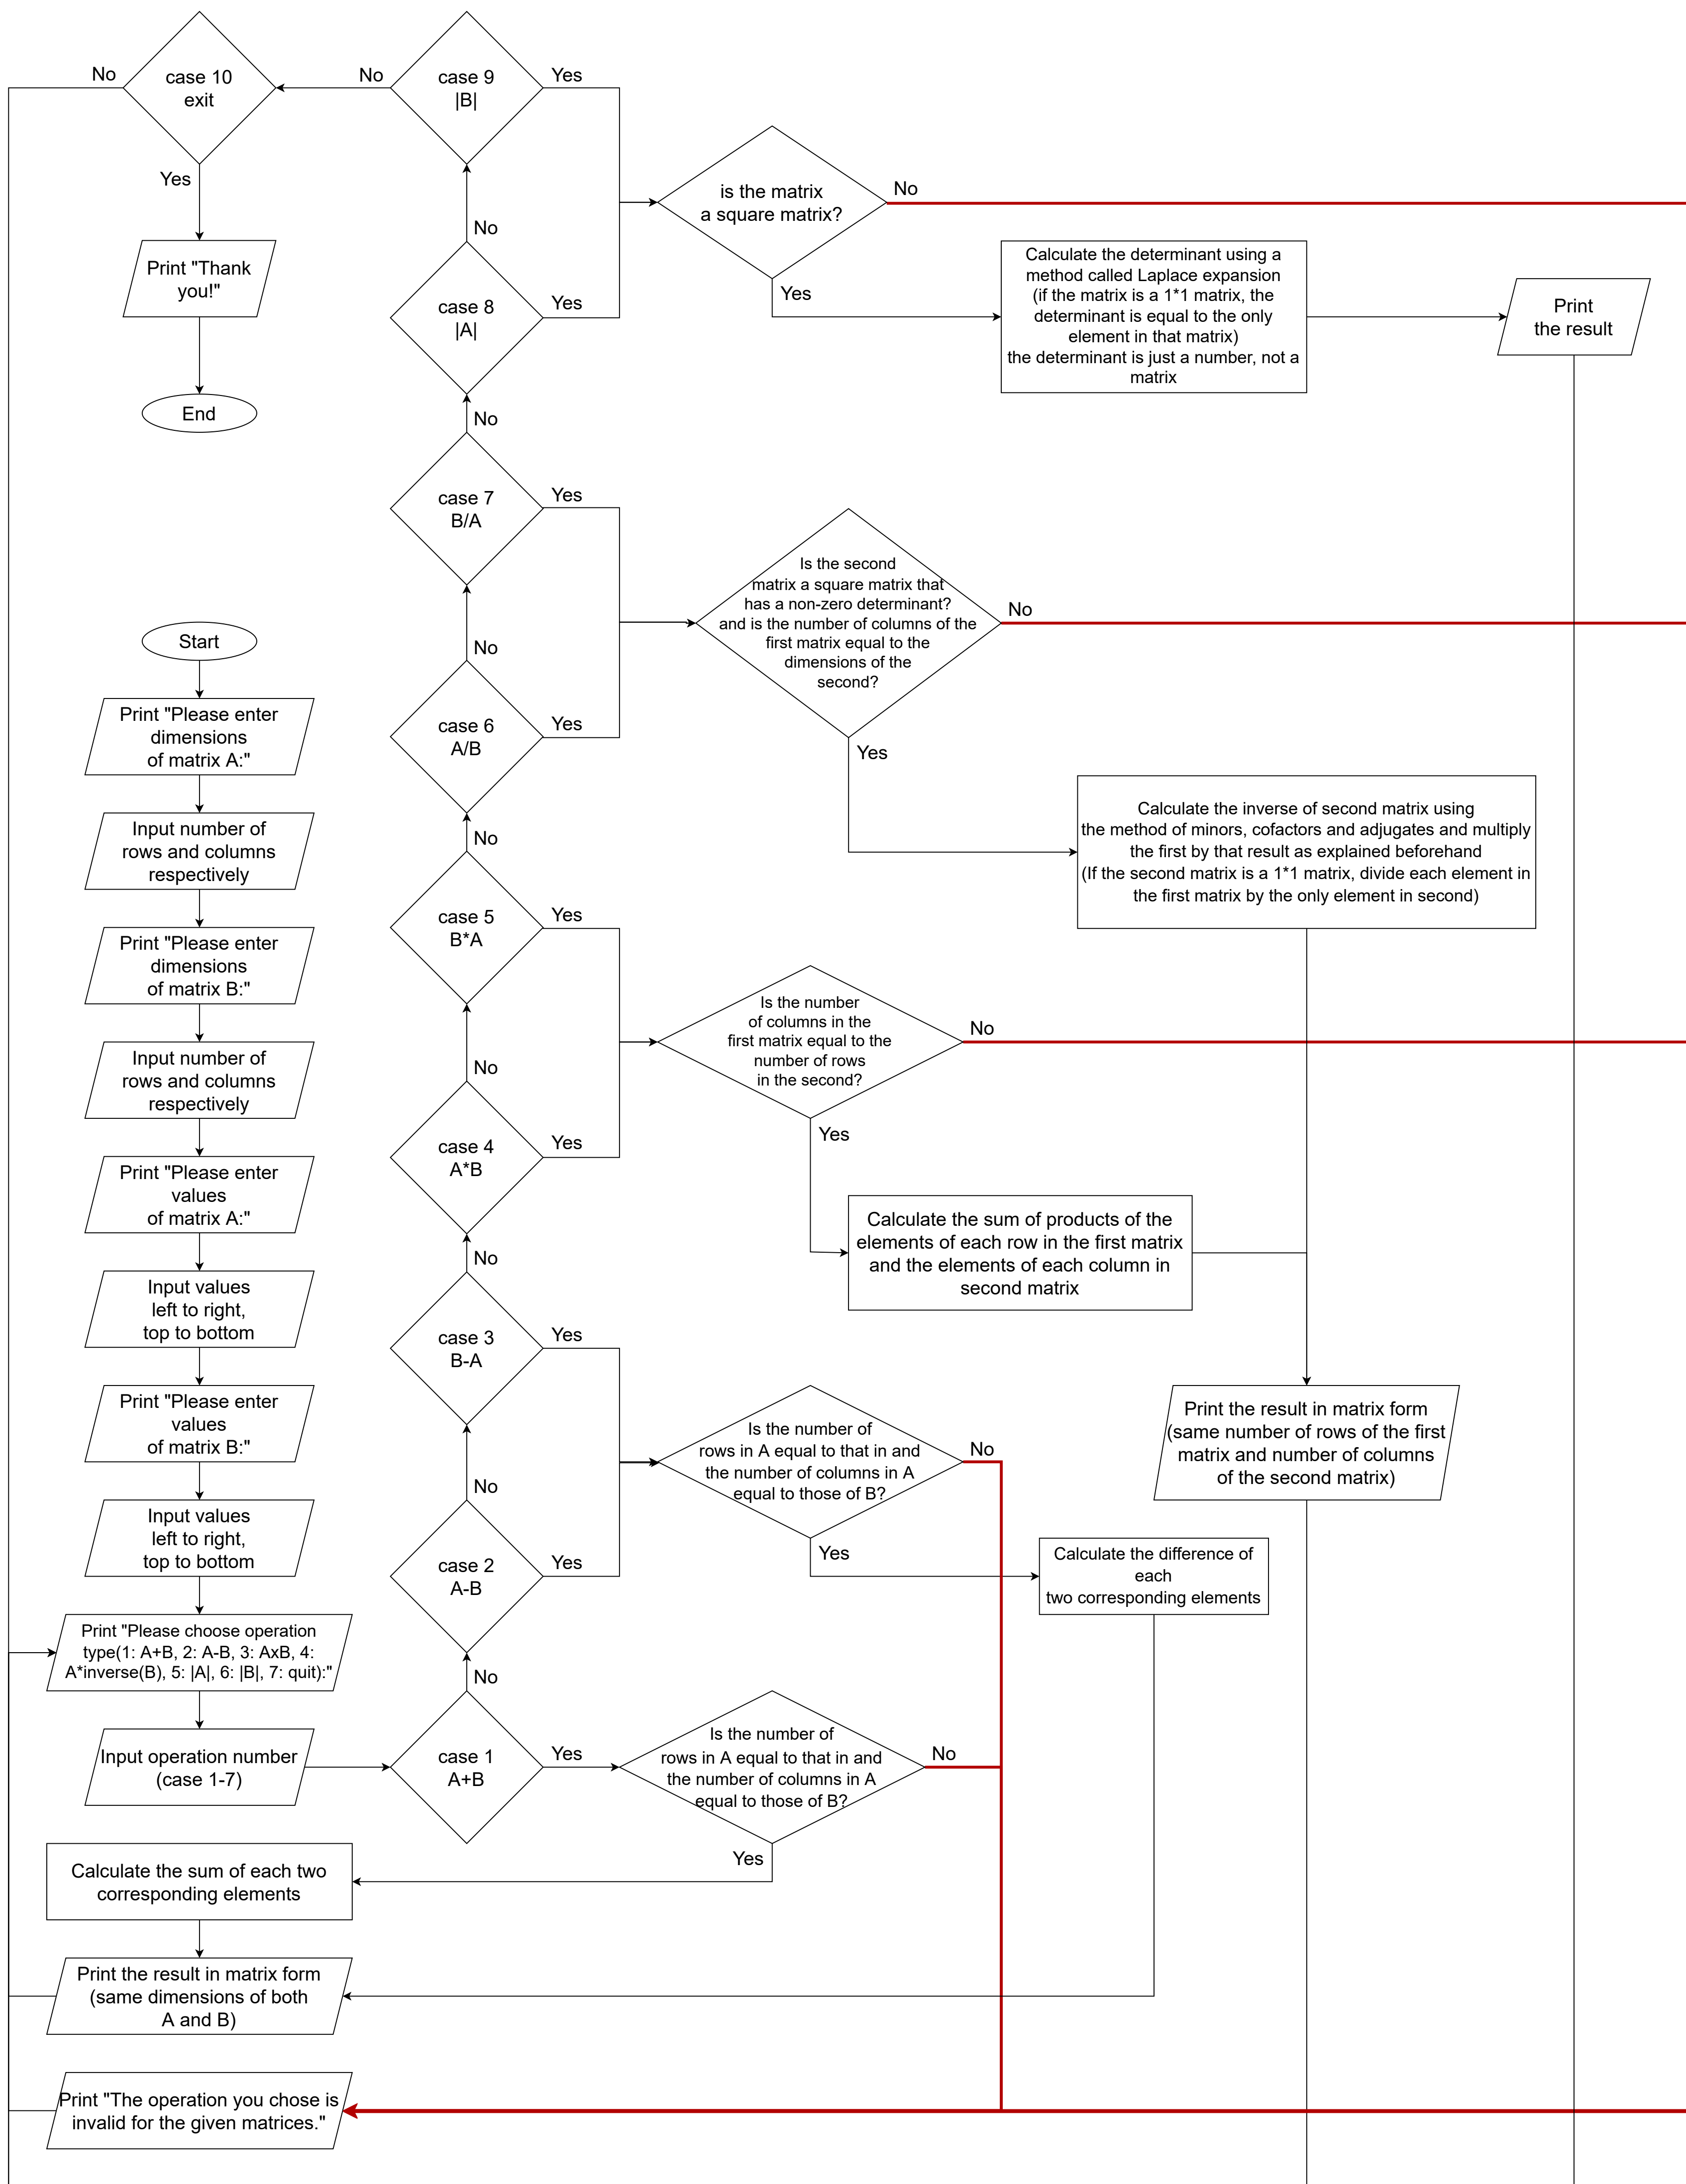 No
case 10
exit
Yes
Print "Thank
you!"
End
Start
Print "Please enter
dimensions
of matrix A:"
Input number of
rows and columns
respectively
Print "Please enter
dimensions
of matrix B:"
Input number of
rows and columns
respectively
Print "Please enter
values
of matrix A:"
Input values
left to right,
top to bottom
Print "Please enter
values
of matrix B:"
Input values
left to right,
top to bottom
Print "Please choose operation
type(1: A+B, 2: A-B, 3: AxB, 4:
A*inverse(B), 5: |A|, 6: |B|, 7: quit):"
Input operation number
(case 1-7)
case 1
A+B
Yes
No
Is the number of
rows in A equal to that in and
the number of columns in A
equal to those of B?
No
Yes
Calculate the sum of each two
corresponding elements
Print the result in matrix form
(same dimensions of both
A and B)
Print "The operation you chose is
invalid for the given matrices."
case 2
A-B
Yes
No
case 3
B-A
Yes
No
Is the number of
rows in A equal to that in and
the number of columns in A
equal to those of B?
No
Yes
Calculate the difference of
each
two corresponding elements
case 4
A*B
Yes
No
case 5
B*A
Yes
No
Is the number
of columns in the
first matrix equal to the
number of rows
in the second?
No
Yes
Calculate the sum of products of the
elements of each row in the first matrix
and the elements of each column in
second matrix
Print the result in matrix form
(same number of rows of the first
matrix and number of columns
of the second matrix)
case 6
A/B
Yes
No
case 7
B/A
Yes
No
Is the second
matrix a square matrix that
has a non-zero determinant?
and is the number of columns of the
first matrix equal to the
dimensions of the
second?
No
Yes
Calculate the inverse of second matrix using
the method of minors, cofactors and adjugates and multiply
the first by that result as explained beforehand
(If the second matrix is a 1*1 matrix, divide each element in
the first matrix by the only element in second)
case 8
|A|
Yes
No
case 9
|B|
Yes
No
is the matrix
a square matrix?
No
Yes
Calculate the determinant using a
method called Laplace expansion
(if the matrix is a 1*1 matrix, the
determinant is equal to the only
element in that matrix)
the determinant is just a number, not a
matrix
Print
the result